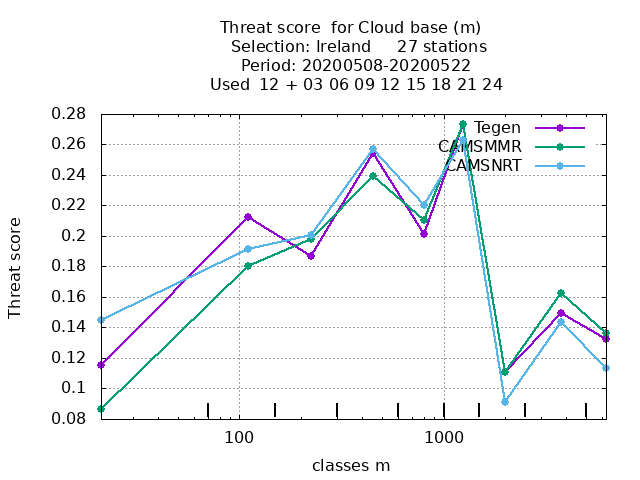 Threat score  for Cloud base (m)
Selection: Ireland     27 stations
Period: 20200508-20200522
Used  12 + 03 06 09 12 15 18 21 24
0.28
0.26
0.24
0.22
0.2
0.18
0.16
0.14
0.12
0.1
0.08
Threat score
Tegen
CAMSMMR
CAMSNRT
100
1000
classes m